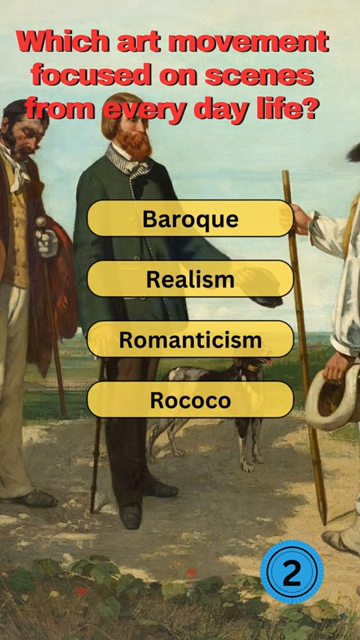 Which art movement
focused on scenes
from every day life?
Baroque
Realism
Romanticism
Rococo
2